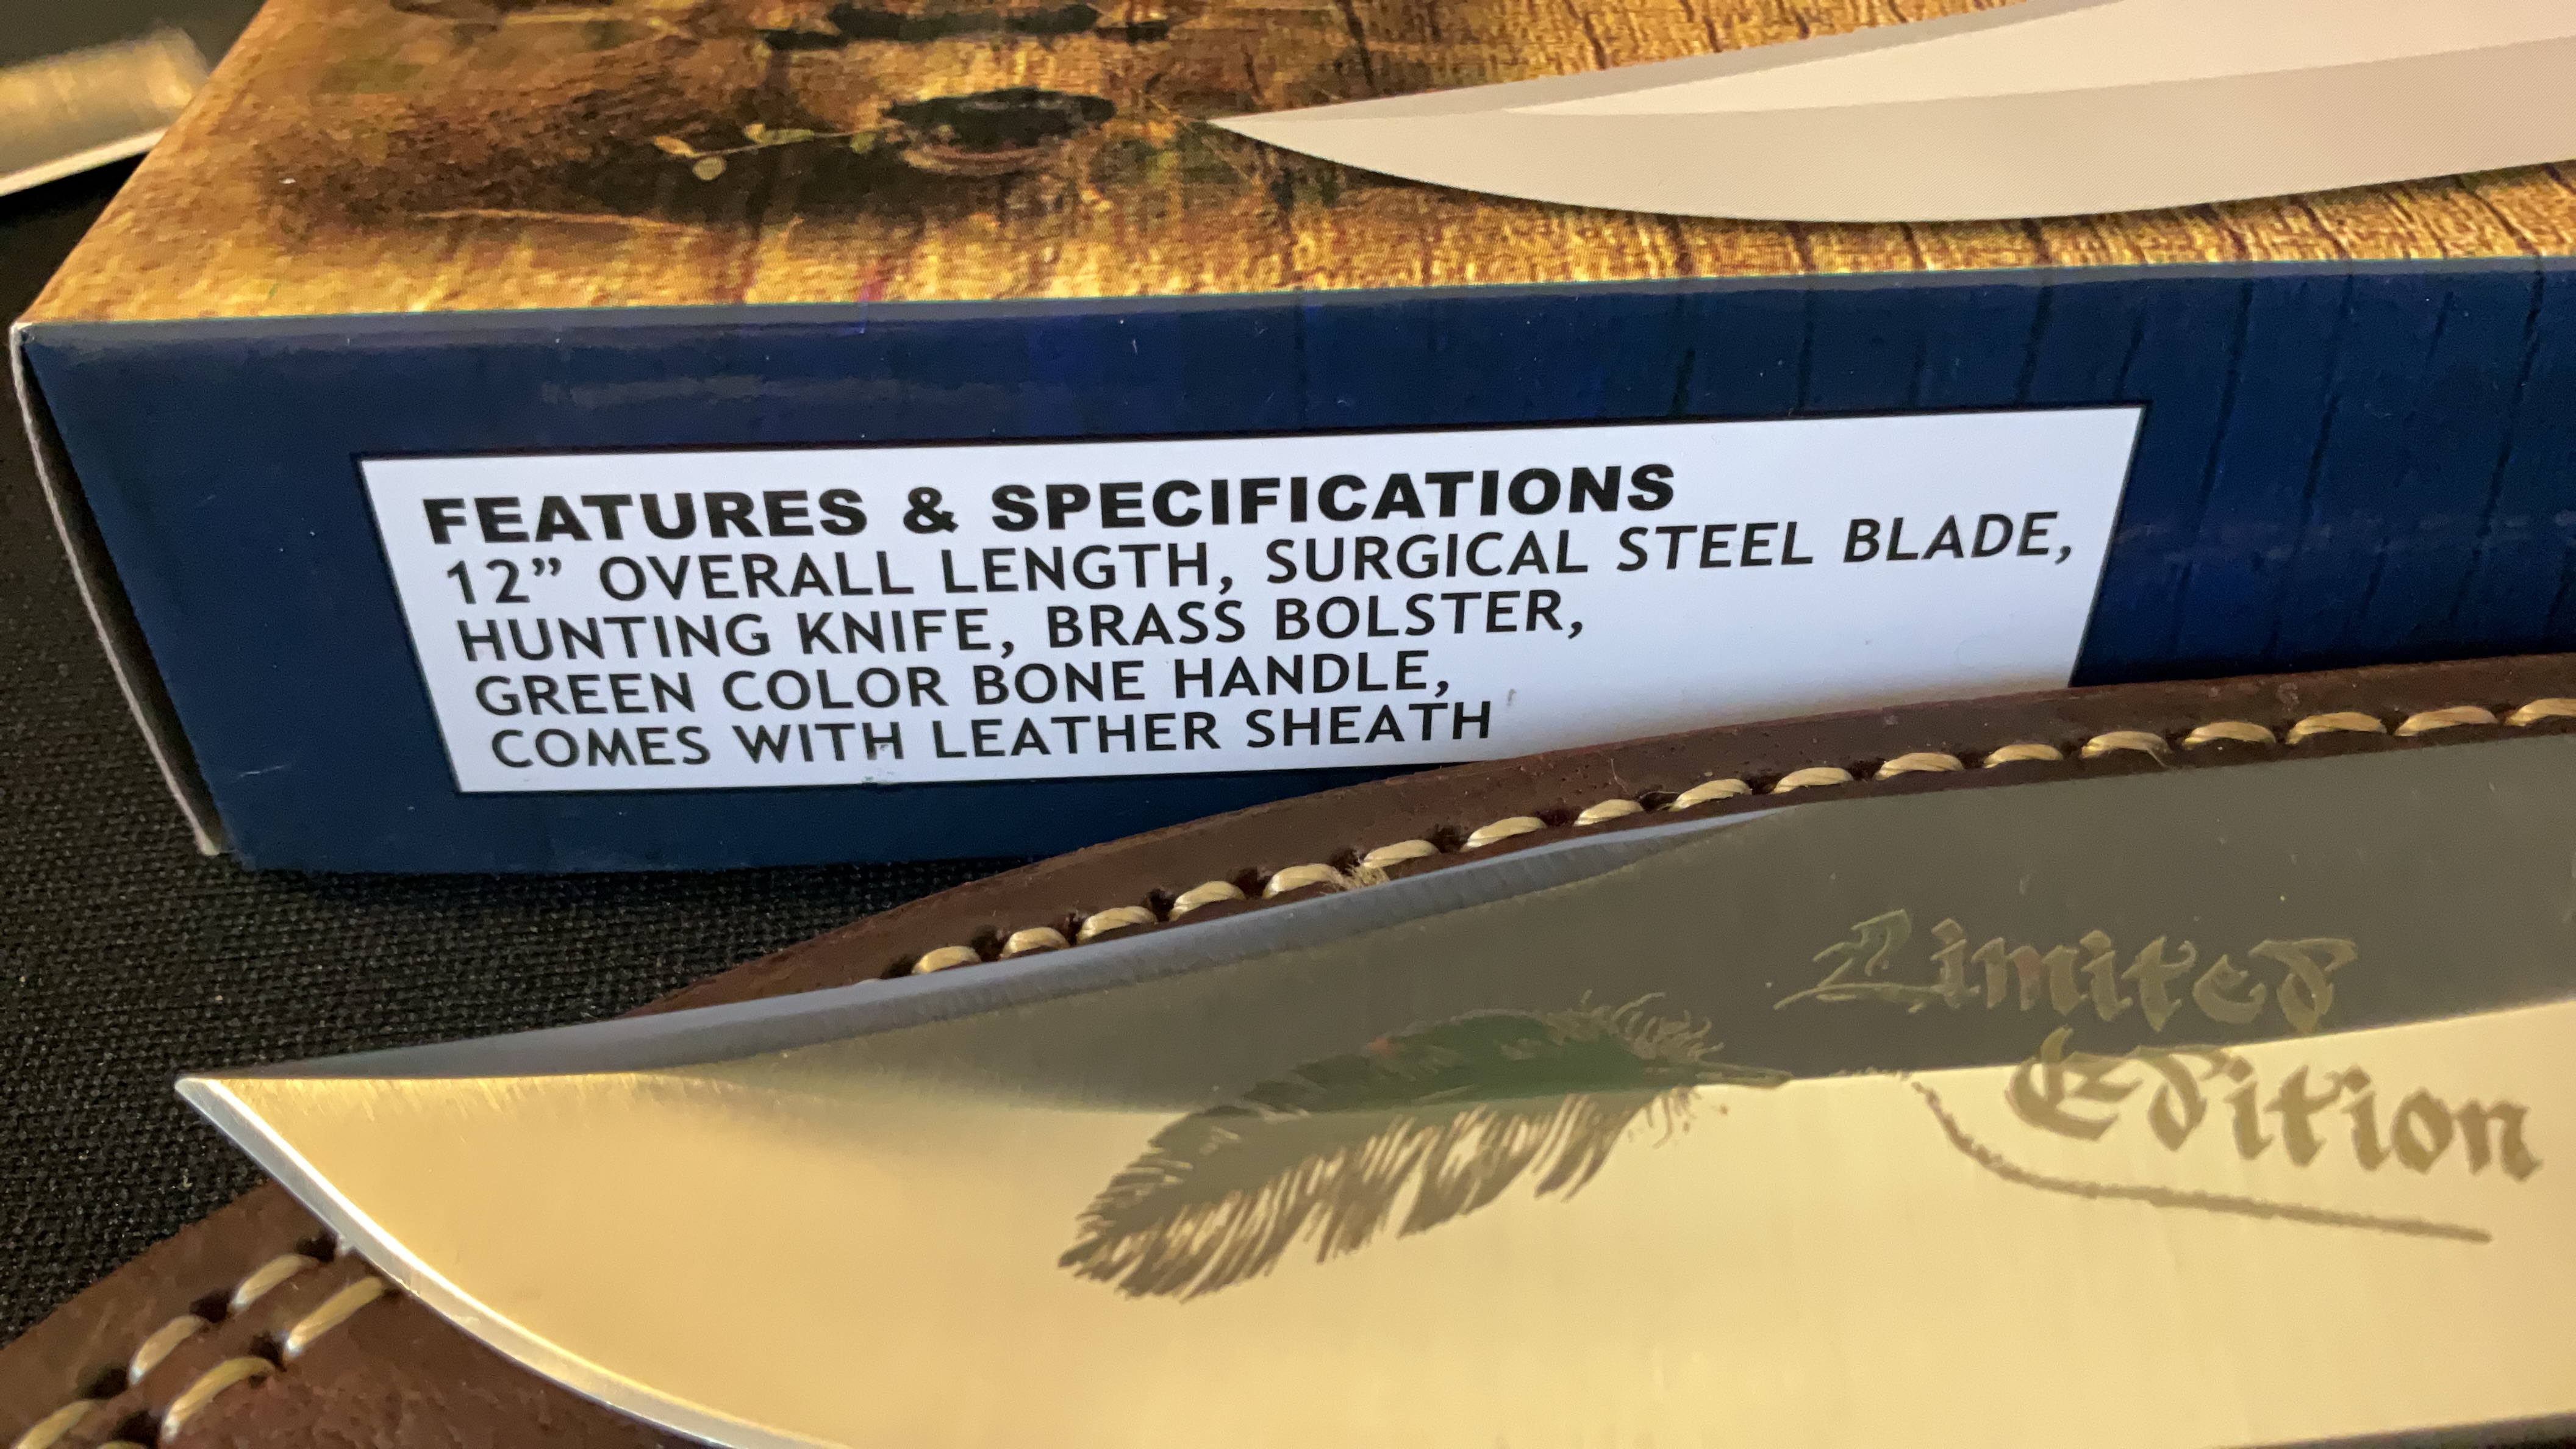 FEATURES & SPECIFICATIONS
12” OVERALL LENGTH, SURGICAL STEEL BLADE,
HUNTING KNIFE, BRASS BOLSTER,
GREEN COLOR BONE HANDLE,
COMES WITH LEATHER SHEATH
Limited
Edition